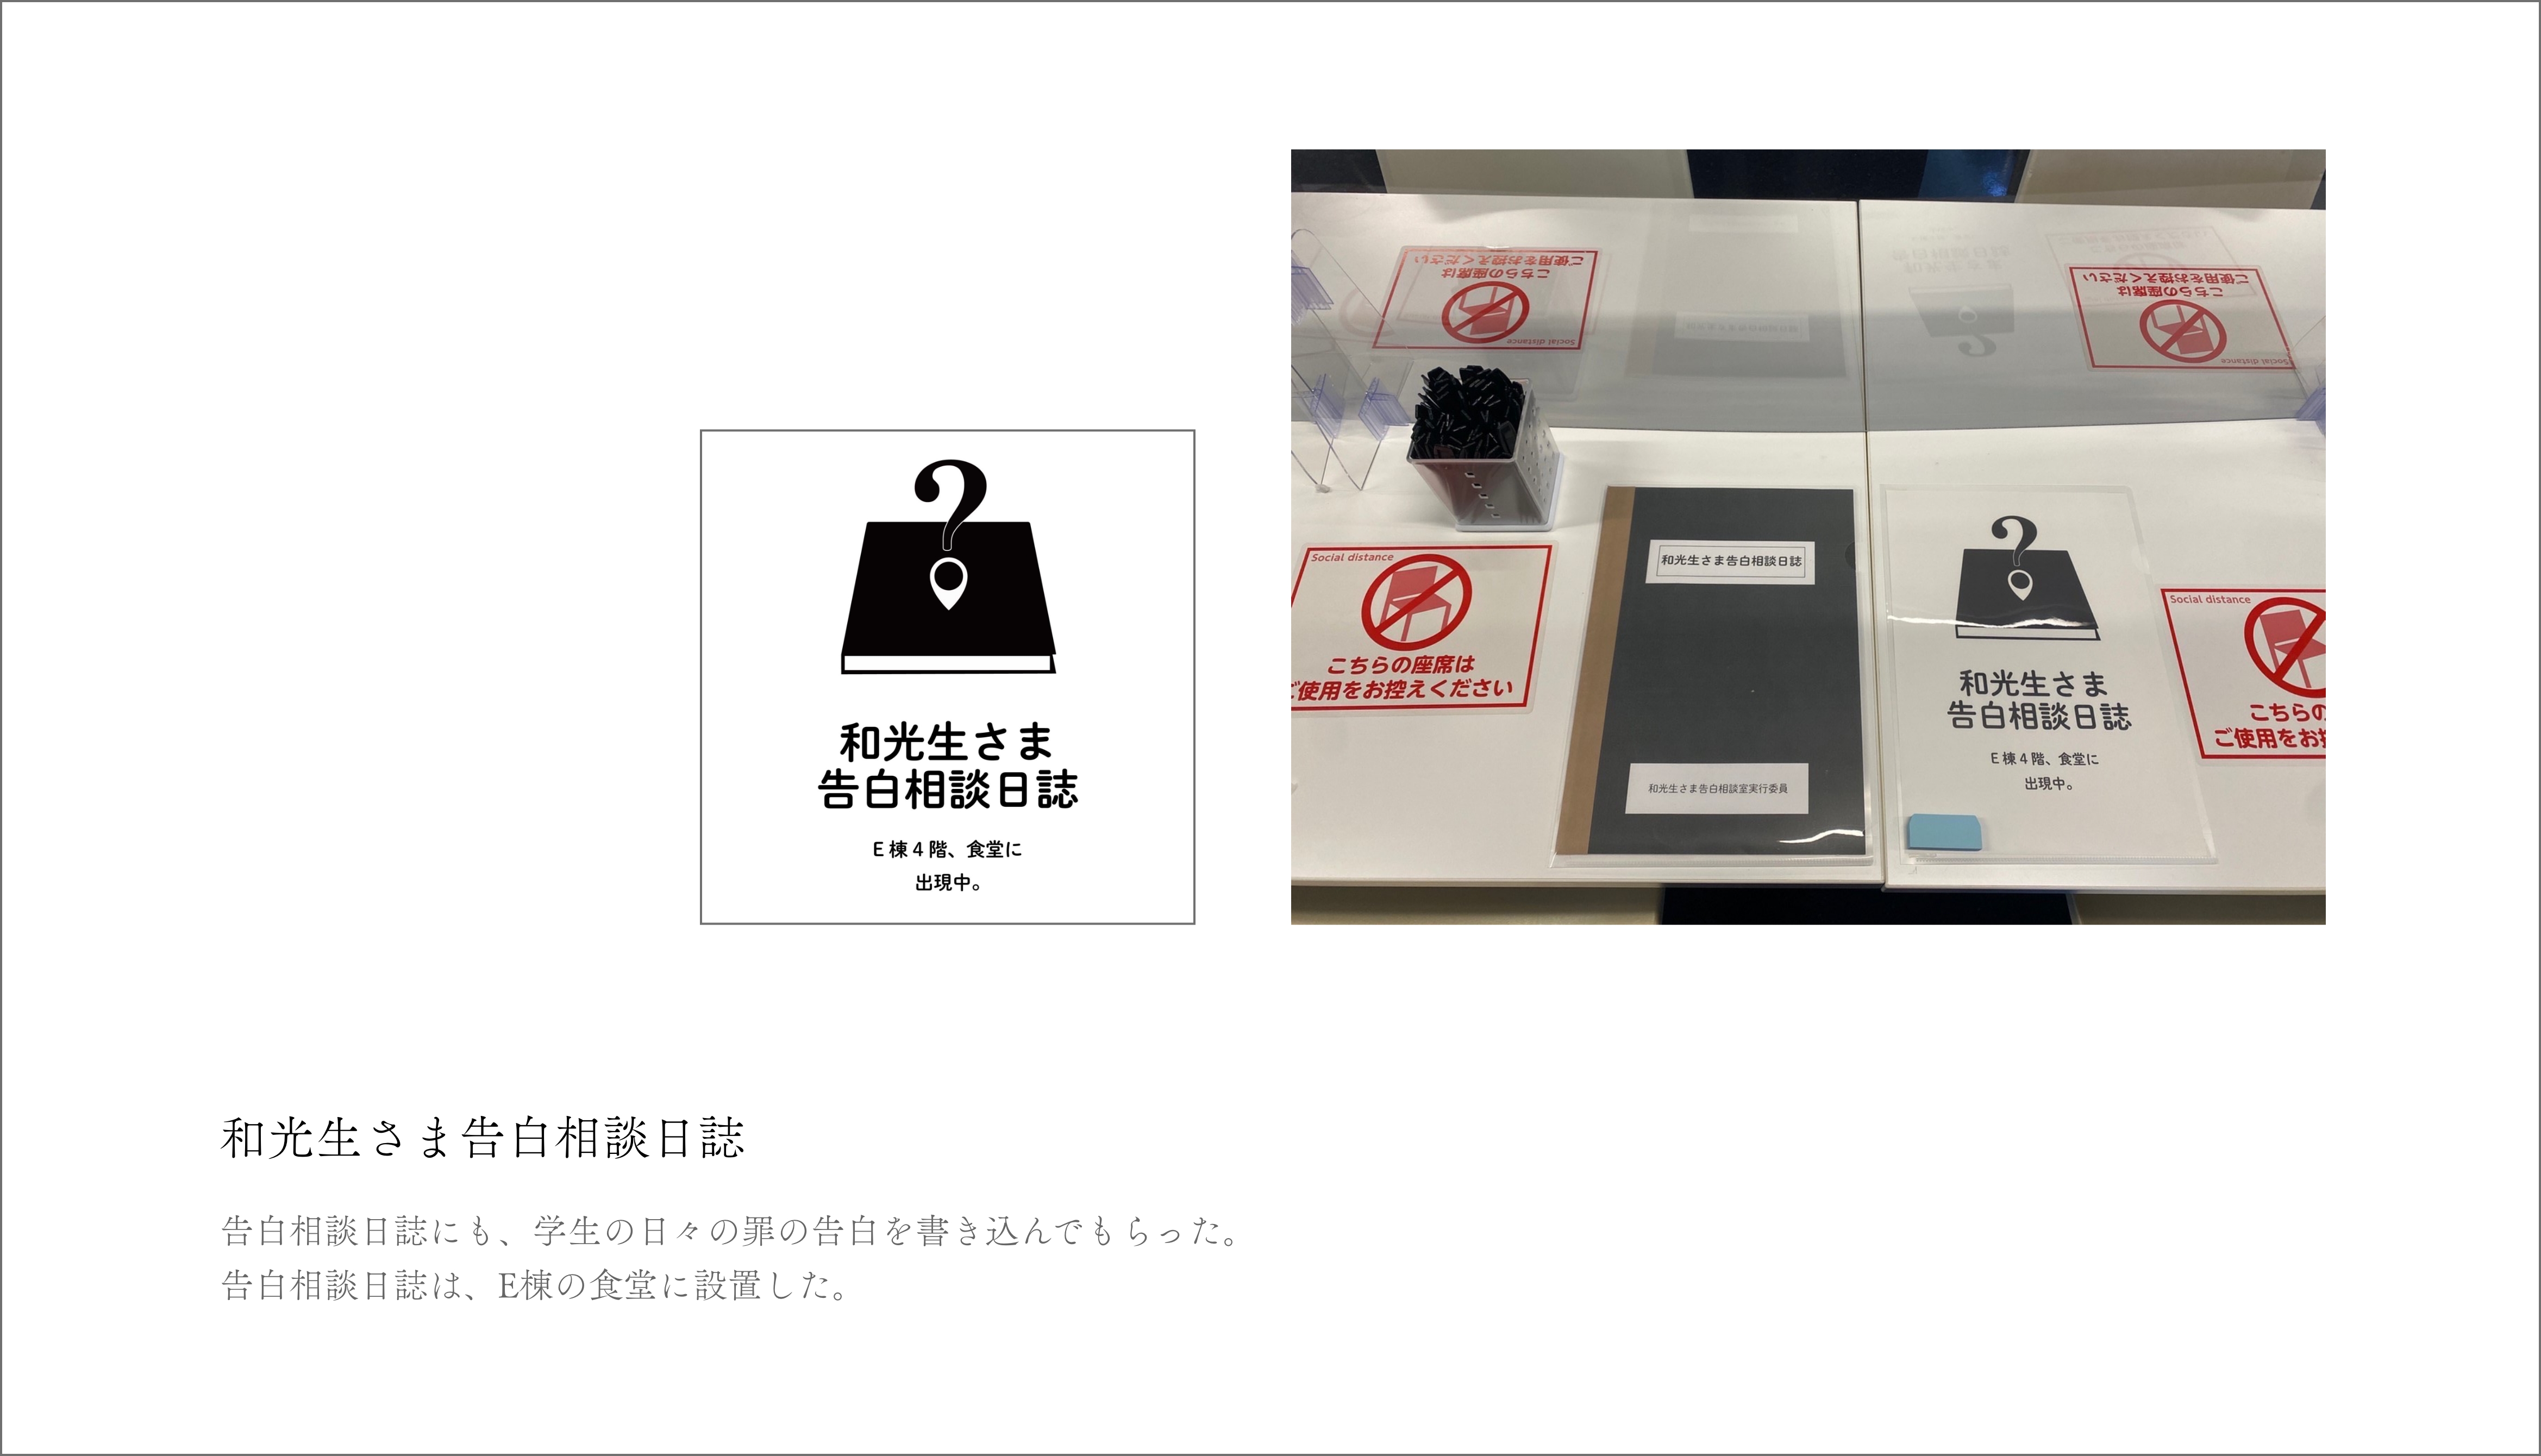 ?
和光生さま
告白相談日誌
E棟4階、食堂に
出現中。
こちらの座席は
ご使用をお控えください
Social distance
こちらの座席は
ご使用をお控えください
Social distance
Social distance
こちらの座席は
ご使用をお控えください
和光生さま告白相談日誌
和光生さま告白相談室実行委員
?
和光生さま
告白相談日誌
E棟4階、食堂に
出現中。
Social distance
こちらの
ご使用をお控
和光生さま告白相談日誌
告白相談日誌にも、学生の日々の罪の告白を書き込んでもらった。
告白相談日誌は、E棟の食堂に設置した。